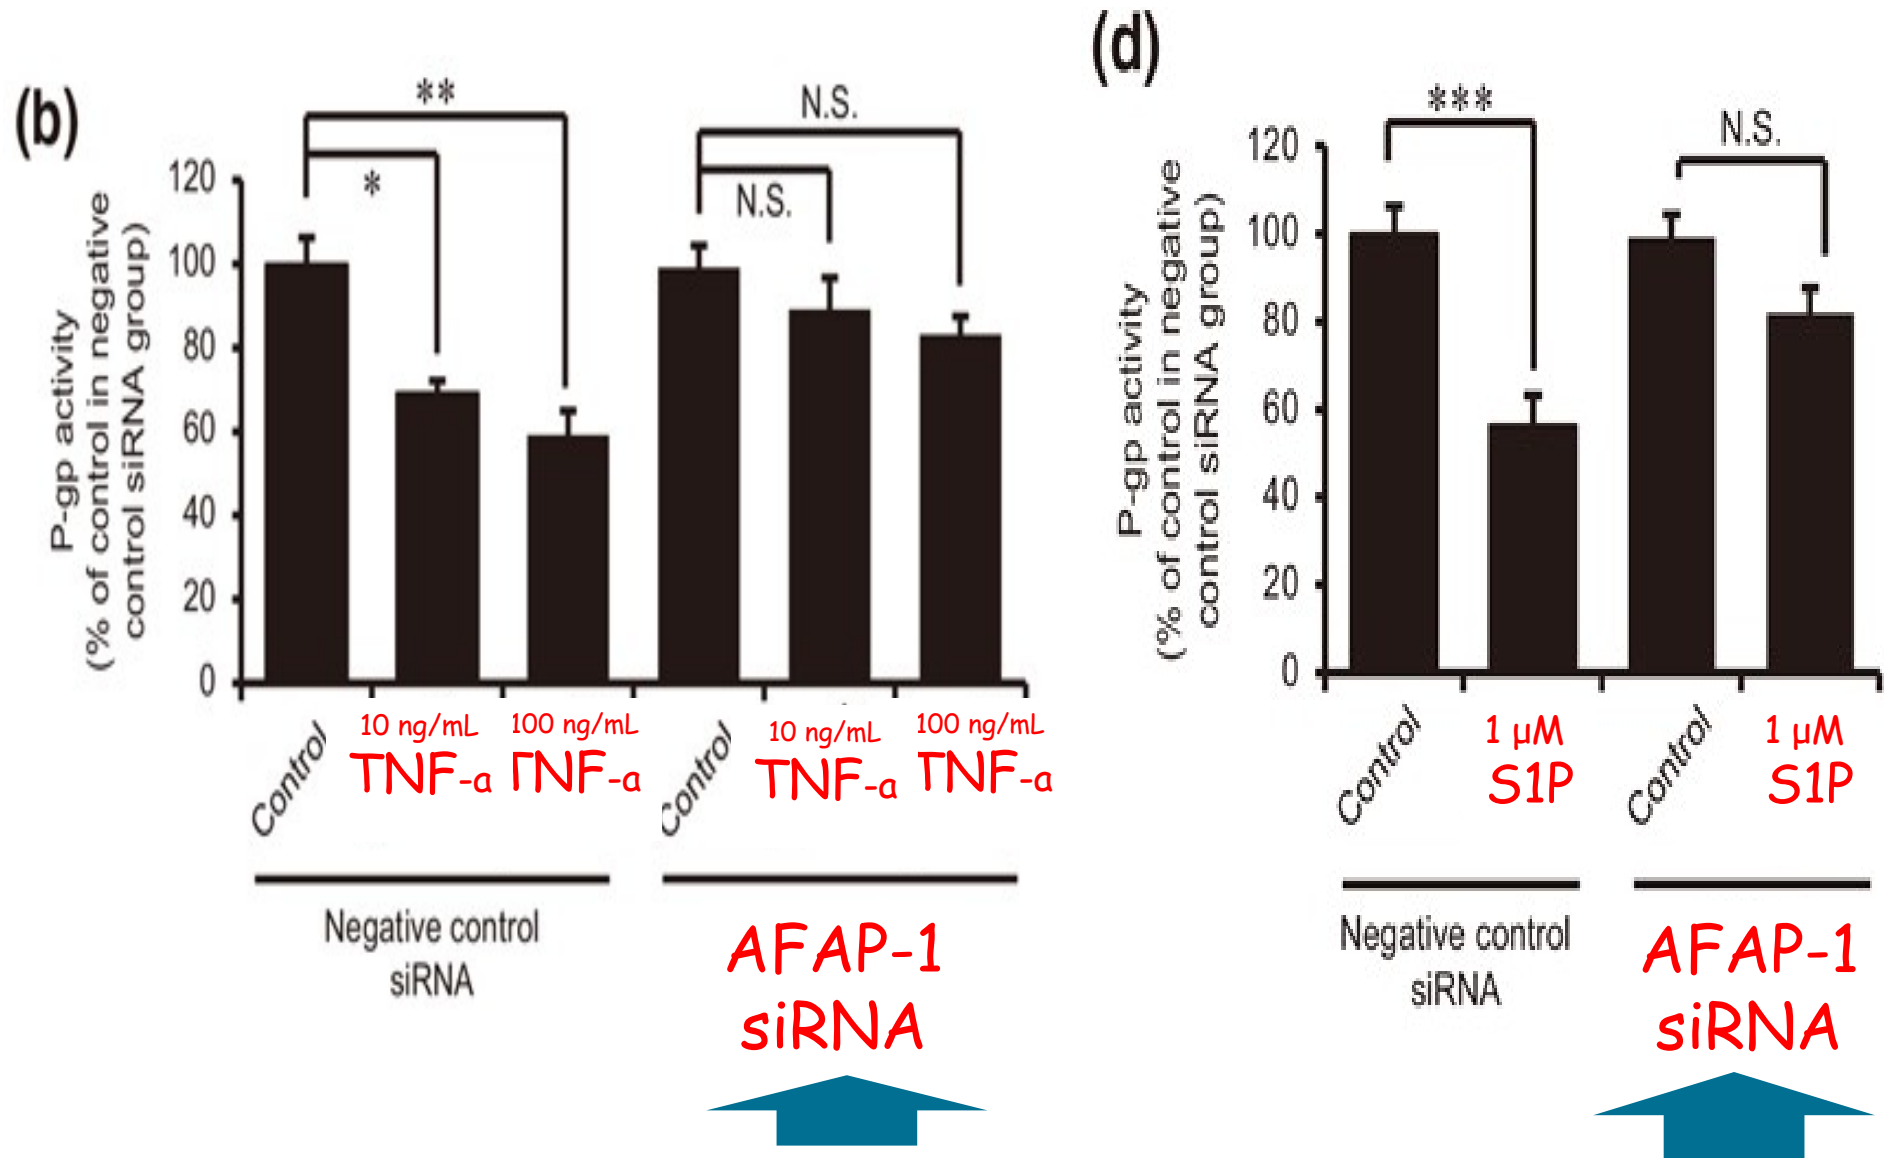 (b)
P-gp activity
(% of control in negative
control siRNA group)
120
100
80
60
40
20
0
**
*
N.S.
N.S.
Control
10 ng/mL
TNF-a
100 ng/mL
TNF-a
Control
10 ng/mL
TNF-a
100 ng/mL
TNF-a
Negative control
siRNA
AFAP-1
siRNA
(d)
P-gp activity
(% of control in negative
control siRNA group)
120
100
80
60
40
20
0
***
N.S.
Control
1 μM
S1P
Control
1 μM
S1P
Negative control
siRNA
AFAP-1
siRNA